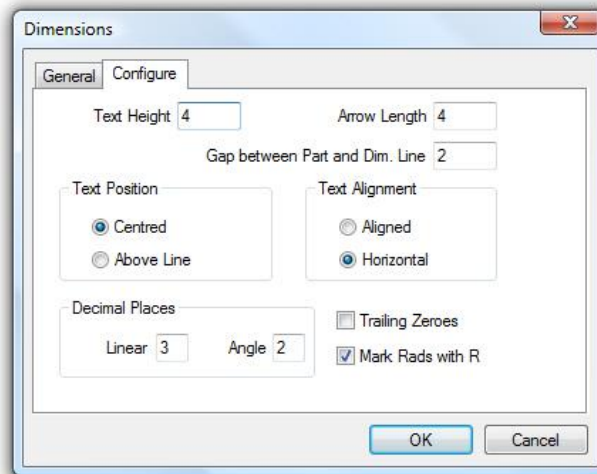 Dimensions
General Configure
Text Height 4 Arrow Length 4
Gap between Part and Dim. Line 2
Text Position Text Alignment
Centred Aligned
Above Line Horizontal
Decimal Places Trailing Zeroes
Linear 3 Angle 2 Mark Rads with R
OK Cancel